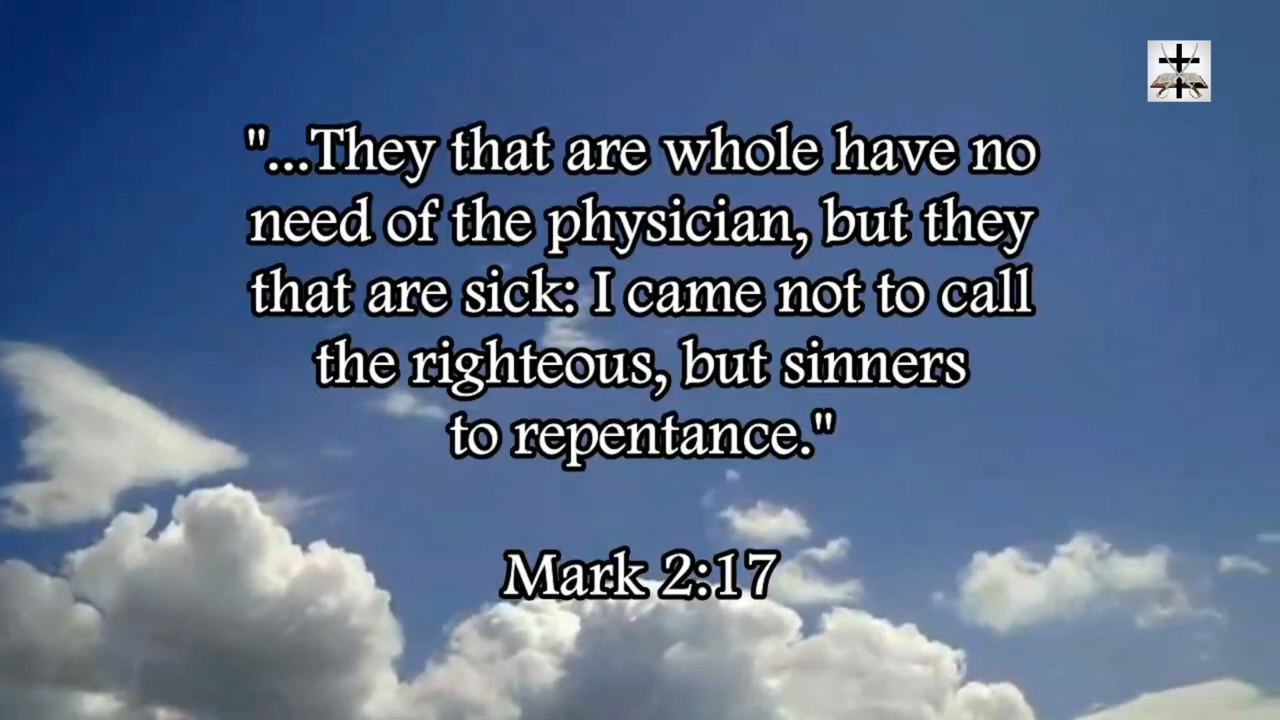 "...They that are whole have no
need of the physician, but they
that are sick: I came not to call
the righteous, but sinners
to repentance."
Mark 2:17